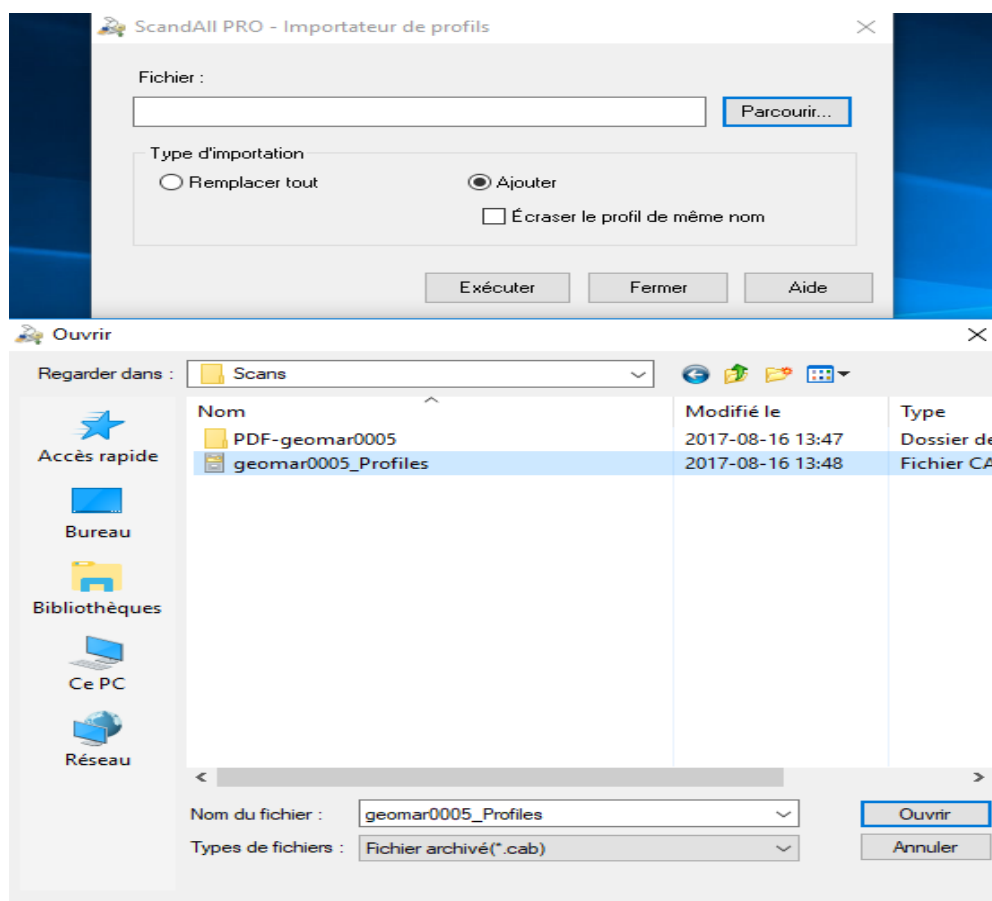 ScandAll PRO - Importateur de profils
Fichier :
Parcourir...
Type d'importation
Remplacer tout
Ajouter
Écraser le profil de même nom
Exécuter
Fermer
Aide
Ouvrir
Regarder dans :
Scans
Nom
Modifié le
Type
PDF-geomar0005
2017-08-16 13:47
Dossier de
geomar0005_Profiles
2017-08-16 13:48
Fichier CA
Accès rapide
Bureau
Bibliothèques
Ce PC
Réseau
Nom du fichier :
geomar0005_Profiles
Ouvrir
Types de fichiers :
Fichier archivé(*.cab)
Annuler